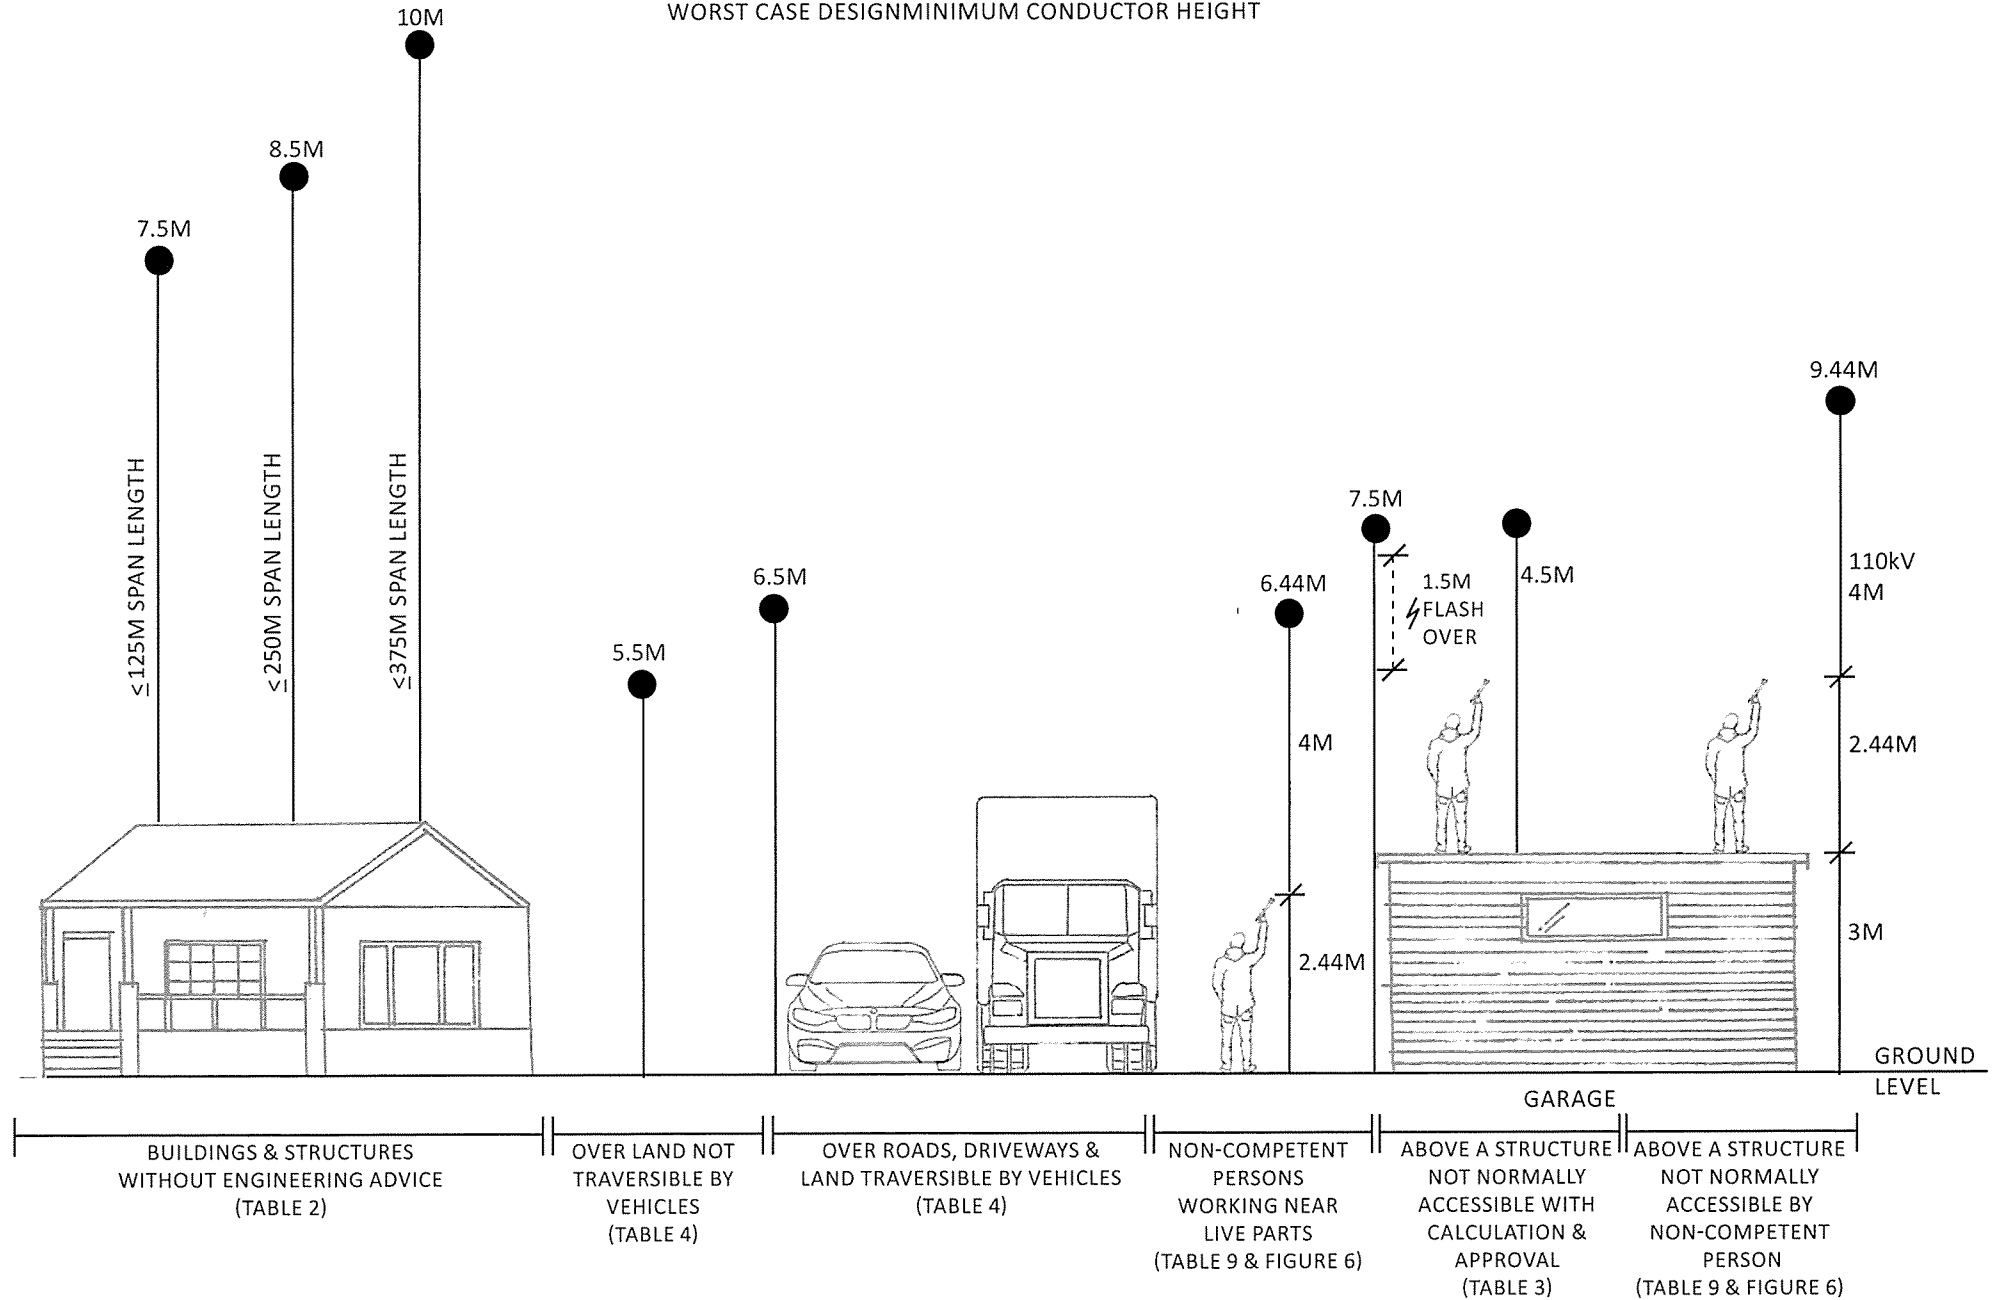 WORST CASE DESIGNMINIMUM CONDUCTOR HEIGHT
10M
8.5M
7.5M
≤125M SPAN LENGTH
≤250M SPAN LENGTH
≤375M SPAN LENGTH
5.5M
6.5M
6.44M
4M
2.44M
7.5M
1.5M
FLASH
OVER
4.5M
9.44M
110kV
4M
2.44M
3M
GROUND
LEVEL
GARAGE
BUILDINGS & STRUCTURES
WITHOUT ENGINEERING ADVICE
(TABLE 2)
OVER LAND NOT
TRAVERSIBLE BY
VEHICLES
(TABLE 4)
OVER ROADS, DRIVEWAYS &
LAND TRAVERSIBLE BY VEHICLES
(TABLE 4)
NON-COMPETENT
PERSONS
WORKING NEAR
LIVE PARTS
(TABLE 9 & FIGURE 6)
ABOVE A STRUCTURE
NOT NORMALLY
ACCESSIBLE WITH
CALCULATION &
APPROVAL
(TABLE 3)
ABOVE A STRUCTURE
NOT NORMALLY
ACCESSIBLE BY
NON-COMPETENT
PERSON
(TABLE 9 & FIGURE 6)